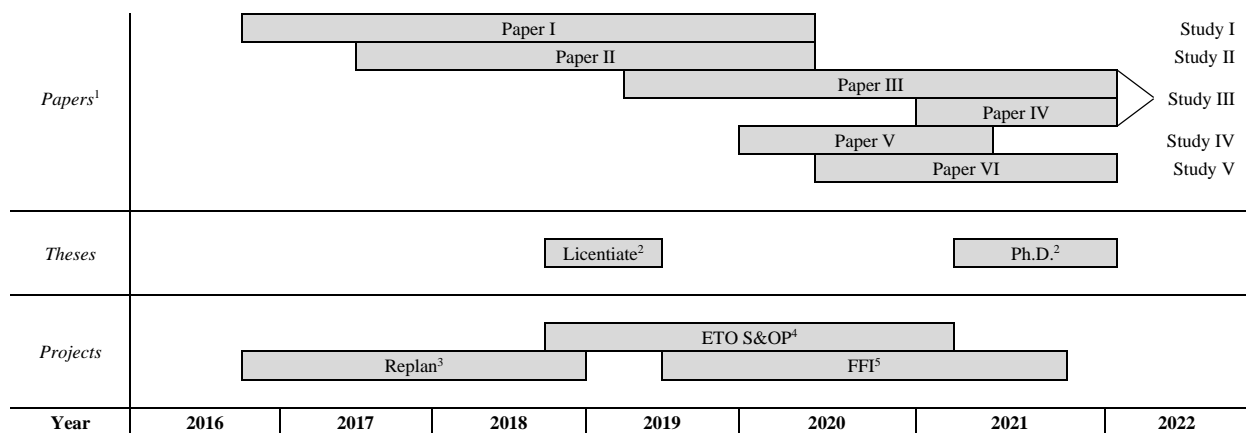 Paper I Study I
Paper II Study II
Paper III
Papers¹ Study III
Paper IV
Paper V Study IV
Paper VI Study V
Theses Licentiate² Ph.D.²
ETO S&OP⁴
Projects
Replan³ FFI⁵
Year 2016 2017 2018 2019 2020 2021 2022